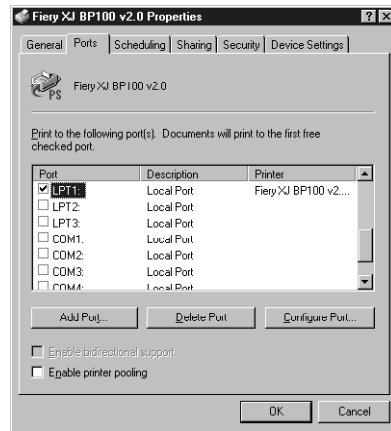 Fiery XJ BP100 v2.0 Properties
General Ports Scheduling Sharing Security Device Settings
PS
Fiery XJ BP100 v2.0
Print to the following port(s). Documents will print to the first free
checked port.
Port Description Printer
LPT1: Local Port Fiery XJ BP100 v2....
LPT2: Local Port
LPT3: Local Port
COM1: Local Port
COM2: Local Port
COM3: Local Port
COM4: Local Port
Add Port... Delete Port Configure Port...
Enable bidirectional support
Enable printer pooling
OK Cancel